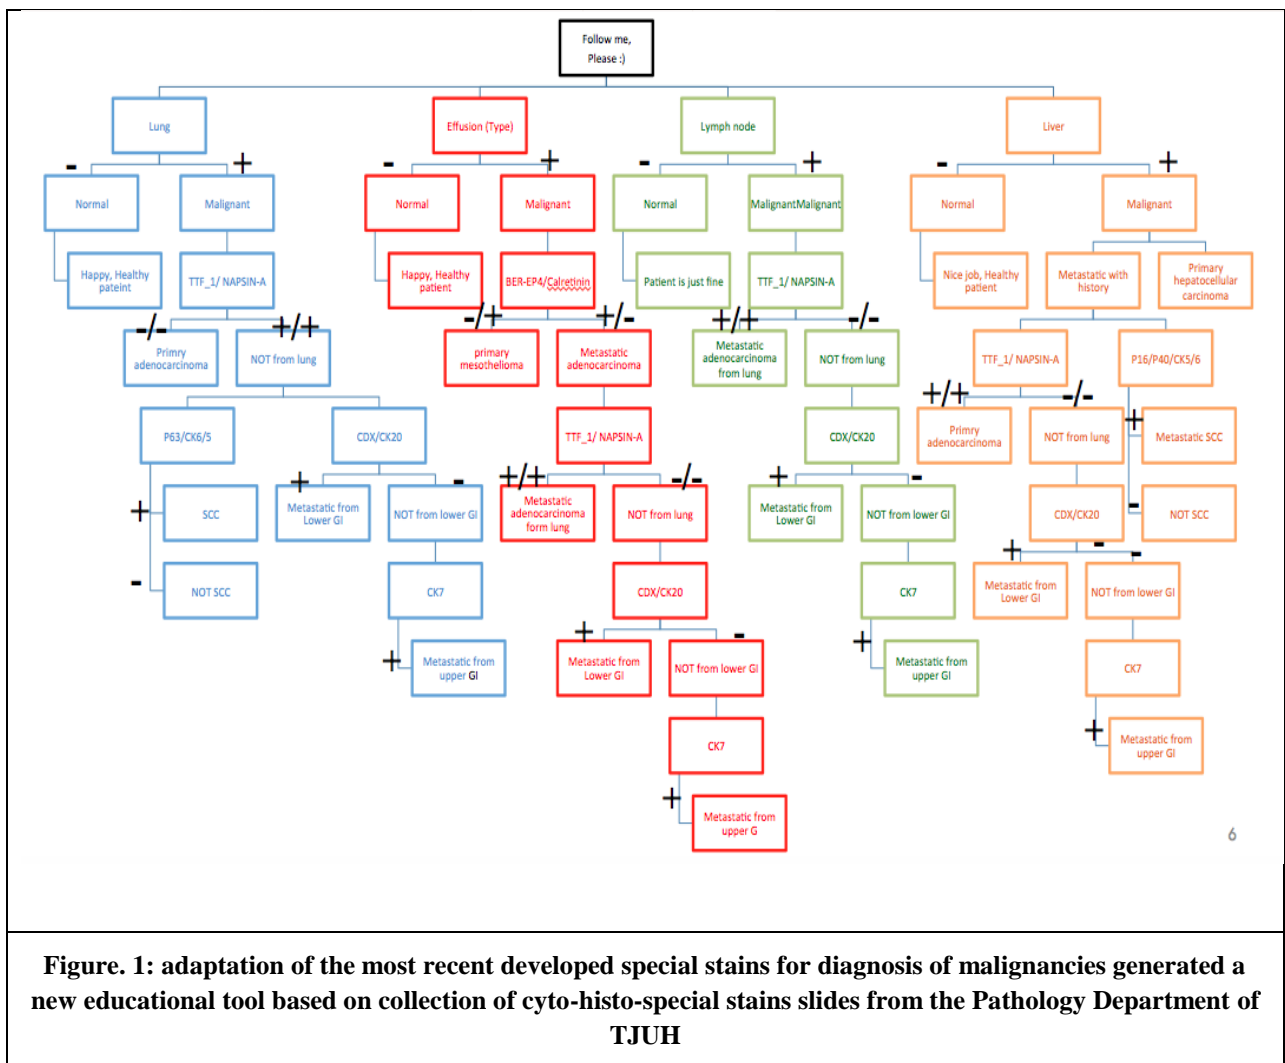 Follow me,
Please :)
Lung
Effusion (Type)
Lymph node
Liver
-
+
-
+
-
+
-
+
Normal
Malignant
Normal
Malignant
Normal
MalignantMalignant
Normal
Malignant
Happy, Healthy
pateint
TTF_1/ NAPSIN-A
Happy, Healthy
patient
BER-EP4/Calretinin
Patient is just fine
TTF_1/ NAPSIN-A
Nice job, Healthy
patient
Metastatic with
history
Primary
hepatocellular
carcinoma
-/-
+/+
-/+
+/-
+/+
-/-
Primry
adenocarcinoma
NOT from lung
primary
mesothelioma
Metastatic
adenocarcinoma
Metastatic
adenocarcinoma
from lung
NOT from lung
TTF_1/ NAPSIN-A
P16/P40/CK5/6
+/+
-/-
P63/CK6/5
CDX/CK20
TTF_1/ NAPSIN-A
CDX/CK20
Primry
adenocarcinoma
NOT from lung
+
Metastatic SCC
-
NOT SCC
+
SCC
-
NOT SCC
+
-
Metastatic from
Lower GI
NOT from lower GI
+/+
-/-
Metastatic
adenocarcinoma
form lung
NOT from lung
+
-
Metastatic from
Lower GI
NOT from lower GI
CDX/CK20
+
-
-
Metastatic from
Lower GI
NOT from lower GI
CK7
CDX/CK20
CK7
+
Metastatic from
upper GI
+
-
Metastatic from
Lower GI
NOT from lower GI
+
Metastatic from
upper GI
CK7
CK7
+
Metastatic from
upper GI
+
Metastatic from
upper G
6
Figure. 1: adaptation of the most recent developed special stains for diagnosis of malignancies generated a
new educational tool based on collection of cyto-histo-special stains slides from the Pathology Department of
TJUH